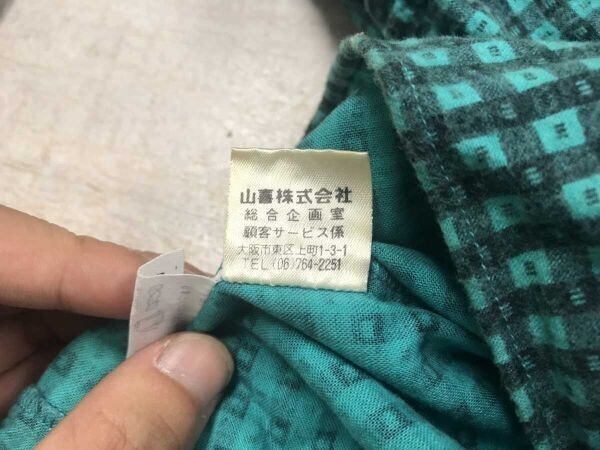 山喜株式会社
総合企画室
顧客サービス係
大阪市東区上町1-3-1
TEL(06)764-2251